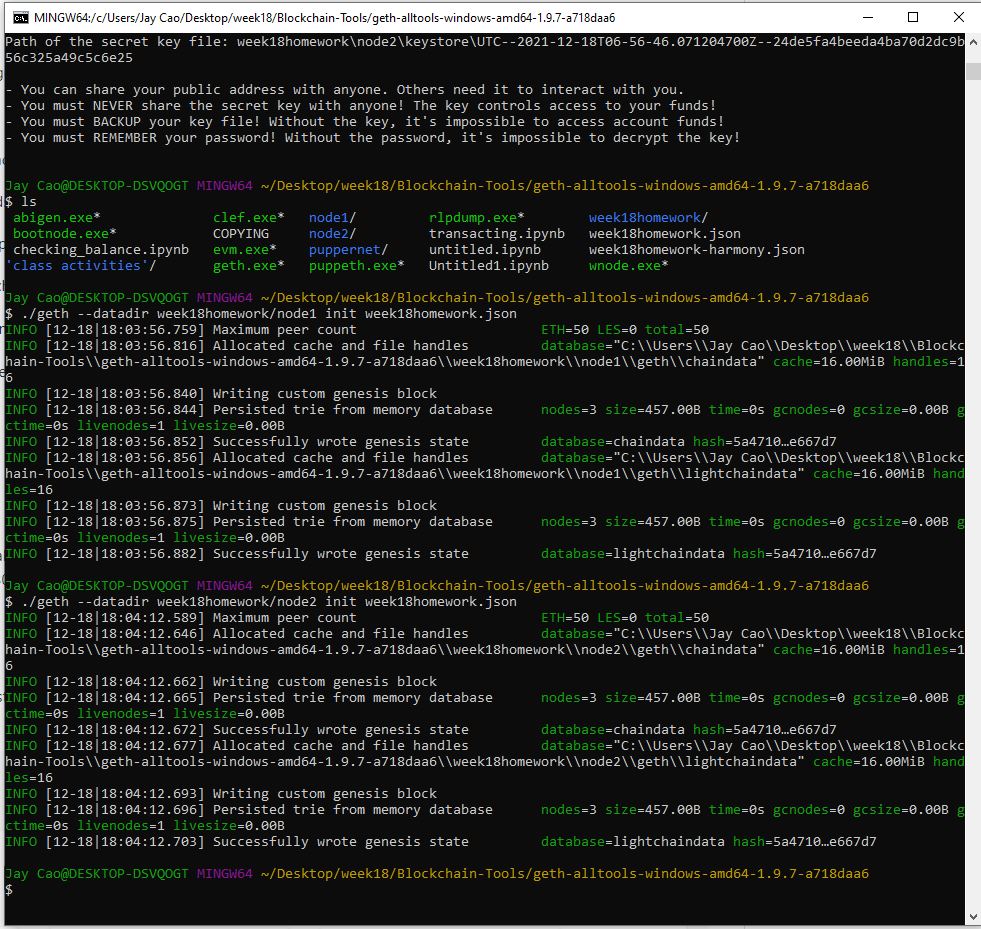 MINGW64:/c/Users/Jay Cao/Desktop/week18/Blockchain-Tools/geth-alltools-windows-amd64-1.9.7-a718daa6
Path of the secret key file: week18homework\node2\keystore\UTC--2021-12-18T06-56-46.071204700Z--24de5fa4beeda4ba70d2dc9b
56c325a49c5c6e25
- You can share your public address with anyone. Others need it to interact with you.
- You must NEVER share the secret key with anyone! The key controls access to your funds!
- You must BACKUP your key file! Without the key, it's impossible to access account funds!
- You must REMEMBER your password! Without the password, it's impossible to decrypt the key!
Jay Cao@DESKTOP-DSVQOGT MINGW64 ~/Desktop/week18/Blockchain-Tools/geth-alltools-windows-amd64-1.9.7-a718daa6
$ ls
abigen.exe* clef.exe* node1/ rlpdump.exe* week18homework/
bootnode.exe* COPYING node2/ transacting.ipynb week18homework.json
checking_balance.ipynb evm.exe* puppernet/ untitled.ipynb week18homework-harmony.json
'class activities'/ geth.exe* puppeth.exe* Untitled1.ipynb wnode.exe*
Jay Cao@DESKTOP-DSVQOGT MINGW64 ~/Desktop/week18/Blockchain-Tools/geth-alltools-windows-amd64-1.9.7-a718daa6
$ ./geth --datadir week18homework/node1 init week18homework.json
INFO [12-18|18:03:56.759] Maximum peer count ETH=50 LES=0 total=50
INFO [12-18|18:03:56.816] Allocated cache and file handles database="C:\\Users\\Jay Cao\\Desktop\\week18\\Blockc
hain-Tools\\geth-alltools-windows-amd64-1.9.7-a718daa6\\week18homework\\node1\\geth\\chaindata" cache=16.00MiB handles=1
6
INFO [12-18|18:03:56.840] Writing custom genesis block
INFO [12-18|18:03:56.844] Persisted trie from memory database nodes=3 size=457.00B time=0s gcnodes=0 gcsize=0.00B g
ctime=0s livenodes=1 livesize=0.00B
INFO [12-18|18:03:56.852] Successfully wrote genesis state database=chaindata hash=5a4710…e667d7
INFO [12-18|18:03:56.856] Allocated cache and file handles database="C:\\Users\\Jay Cao\\Desktop\\week18\\Blockc
hain-Tools\\geth-alltools-windows-amd64-1.9.7-a718daa6\\week18homework\\node1\\geth\\lightchaindata" cache=16.00MiB hand
les=16
INFO [12-18|18:03:56.873] Writing custom genesis block
INFO [12-18|18:03:56.875] Persisted trie from memory database nodes=3 size=457.00B time=0s gcnodes=0 gcsize=0.00B g
ctime=0s livenodes=1 livesize=0.00B
INFO [12-18|18:03:56.882] Successfully wrote genesis state database=lightchaindata hash=5a4710…e667d7
Jay Cao@DESKTOP-DSVQOGT MINGW64 ~/Desktop/week18/Blockchain-Tools/geth-alltools-windows-amd64-1.9.7-a718daa6
$ ./geth --datadir week18homework/node2 init week18homework.json
INFO [12-18|18:04:12.589] Maximum peer count ETH=50 LES=0 total=50
INFO [12-18|18:04:12.646] Allocated cache and file handles database="C:\\Users\\Jay Cao\\Desktop\\week18\\Blockc
hain-Tools\\geth-alltools-windows-amd64-1.9.7-a718daa6\\week18homework\\node2\\geth\\chaindata" cache=16.00MiB handles=1
6
INFO [12-18|18:04:12.662] Writing custom genesis block
INFO [12-18|18:04:12.665] Persisted trie from memory database nodes=3 size=457.00B time=0s gcnodes=0 gcsize=0.00B g
ctime=0s livenodes=1 livesize=0.00B
INFO [12-18|18:04:12.672] Successfully wrote genesis state database=chaindata hash=5a4710…e667d7
INFO [12-18|18:04:12.677] Allocated cache and file handles database="C:\\Users\\Jay Cao\\Desktop\\week18\\Blockc
hain-Tools\\geth-alltools-windows-amd64-1.9.7-a718daa6\\week18homework\\node2\\geth\\lightchaindata" cache=16.00MiB hand
les=16
INFO [12-18|18:04:12.693] Writing custom genesis block
INFO [12-18|18:04:12.696] Persisted trie from memory database nodes=3 size=457.00B time=0s gcnodes=0 gcsize=0.00B g
ctime=0s livenodes=1 livesize=0.00B
INFO [12-18|18:04:12.703] Successfully wrote genesis state database=lightchaindata hash=5a4710…e667d7
Jay Cao@DESKTOP-DSVQOGT MINGW64 ~/Desktop/week18/Blockchain-Tools/geth-alltools-windows-amd64-1.9.7-a718daa6
$